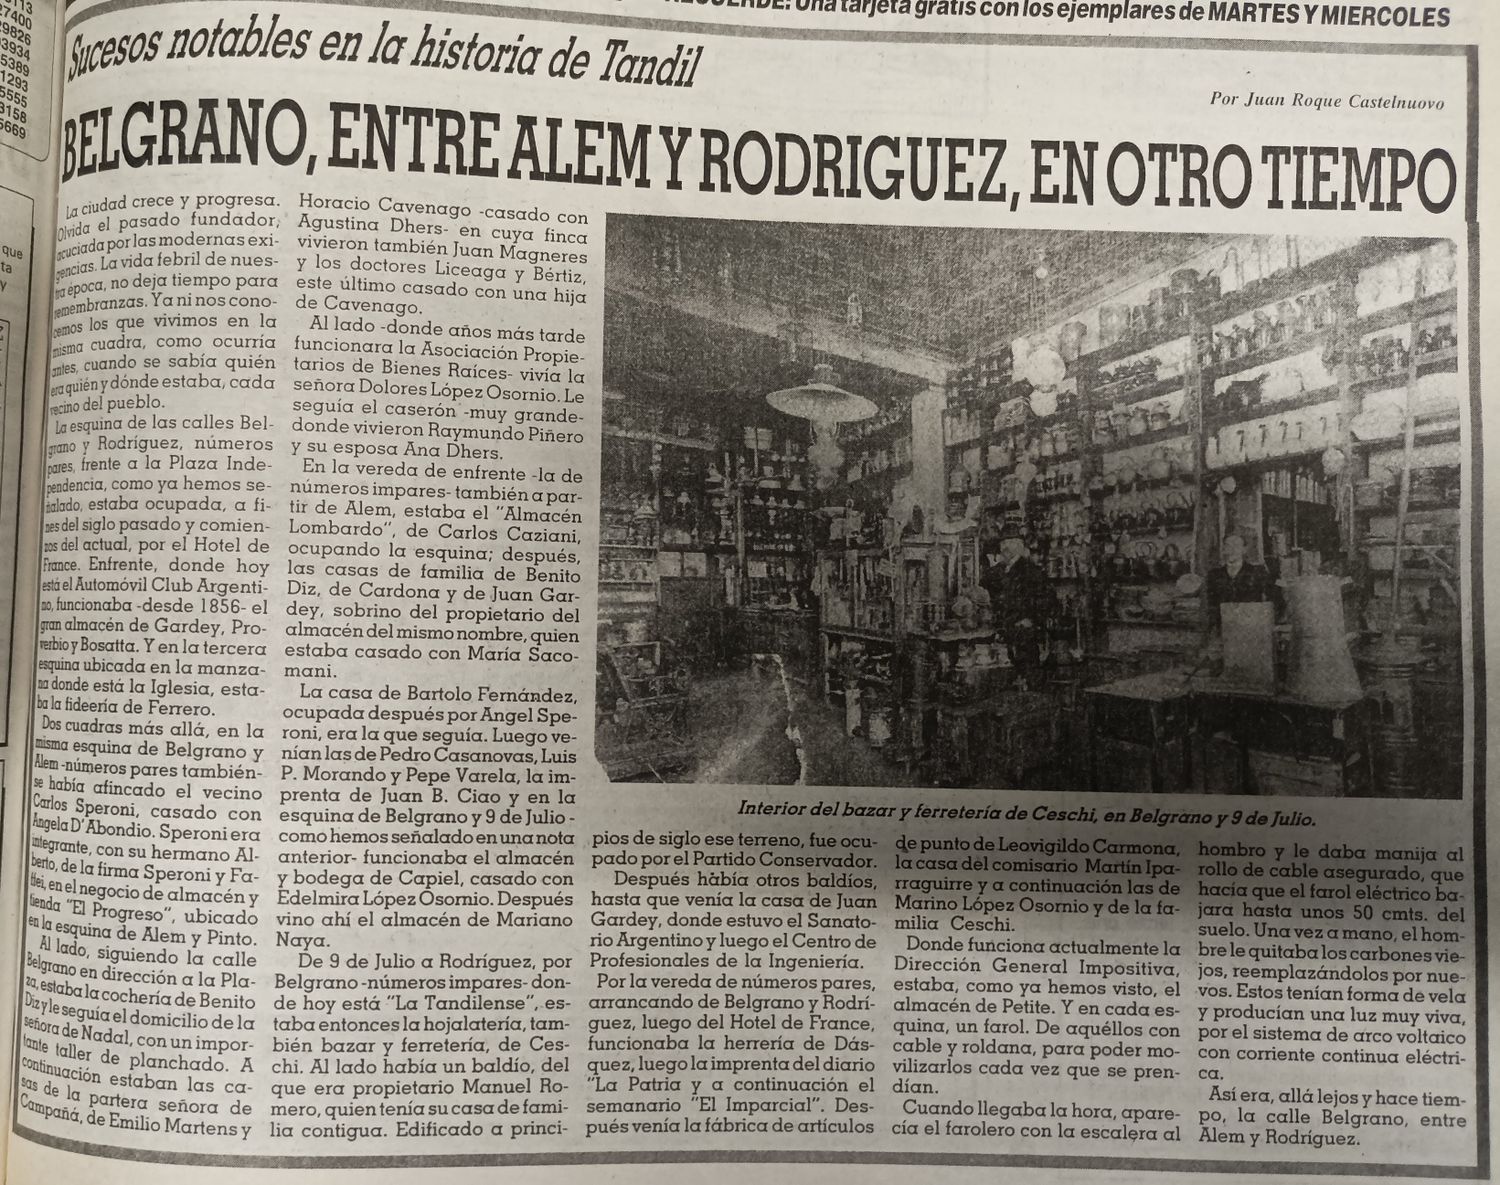 7113
27400
29826
93934
5389
1293
5555
3158
5669
que
ta
y
Una tarjeta gratis con los ejemplares de MARTES Y MIERCOLES
Sucesos notables en la historia de Tandil
Por Juan Roque Castelnuovo
BELGRANO, ENTRE ALEM Y RODRIGUEZ, EN OTRO TIEMPO
La ciudad crece y progresa.
Olvida el pasado fundador,
acuciada por las modernas exi-
gencias. La vida febril de nues-
tra época, no deja tiempo para
remembranzas. Ya ni nos cono-
cemos los que vivimos en la
misma cuadra, como ocurría
antes, cuando se sabía quién
era quién y dónde estaba, cada
vecino del pueblo.
La esquina de las calles Bel-
grano y Rodríguez, números
pares, frente a la Plaza Inde-
pendencia, como ya hemos se-
ñalado, estaba ocupada, a fi-
nes del siglo pasado y comien-
zos del actual, por el Hotel de
France. Enfrente, donde hoy
está el Automóvil Club Argenti-
no, funcionaba -desde 1856- el
gran almacén de Gardey, Pro-
verbio y Bosatta. Y en la tercera
esquina ubicada en la manza-
na donde está la Iglesia, esta-
ba la fideería de Ferrero.
Dos cuadras más allá, en la
misma esquina de Belgrano y
Alem -números pares también-
se había afincado el vecino
Carlos Speroni, casado con
Angela D'Abondio. Speroni era
integrante, con su hermano Al-
berto, de la firma Speroni y Fa-
ttei, en el negocio de almacén y
tienda "El Progreso", ubicado
en la esquina de Alem y Pinto.
Al lado, siguiendo la calle
Belgrano en dirección a la Pla-
za, estaba la cochería de Benito
Diz y le seguía el domicilio de la
señora de Nadal, con un impor-
tante taller de planchado. A
continuación estaban las ca-
sas de la partera señora de
Campañá, de Emilio Martens y
Horacio Cavenago -casado con
Agustina Dhers- en cuya finca
vivieron también Juan Magneres
y los doctores Liceaga y Bértiz,
este último casado con una hija
de Cavenago.
Al lado -donde años más tarde
funcionara la Asociación Propie-
tarios de Bienes Raíces- vivía la
señora Dolores López Osornio. Le
seguía el caserón -muy grande-
donde vivieron Raymundo Piñero
y su esposa Ana Dhers.
En la vereda de enfrente -la de
números impares- también a par-
tir de Alem, estaba el "Almacén
Lombardo", de Carlos Caziani,
ocupando la esquina; después,
las casas de familia de Benito
Diz, de Cardona y de Juan Gar-
dey, sobrino del propietario del
almacén del mismo nombre, quien
estaba casado con María Saco-
mani.
La casa de Bartolo Fernández,
ocupada después por Angel Spe-
roni, era la que seguía. Luego ve-
nían las de Pedro Casanovas, Luis
P. Morando y Pepe Varela, la im-
prenta de Juan B. Ciao y en la
esquina de Belgrano y 9 de Julio -
como hemos señalado en una nota
anterior- funcionaba el almacén
y bodega de Capiel, casado con
Edelmira López Osornio. Después
vino ahí el almacén de Mariano
Naya.
De 9 de Julio a Rodríguez, por
Belgrano -números impares- don-
de hoy está "La Tandilense", es-
taba entonces la hojalatería, tam-
bién bazar y ferretería, de Ces-
chi. Al lado había un baldío, del
que era propietario Manuel Ro-
mero, quien tenía su casa de fami-
lia contigua. Edificado a princi-
Interior del bazar y ferretería de Ceschi, en Belgrano y 9 de Julio.
pios de siglo ese terreno, fue ocu-
pado por el Partido Conservador.
Después había otros baldíos,
hasta que venía la casa de Juan
Gardey, donde estuvo el Sanato-
rio Argentino y luego el Centro de
Profesionales de la Ingeniería.
Por la vereda de números pares,
arrancando de Belgrano y Rodrí-
guez, luego del Hotel de France,
funcionaba la herrería de Dás-
quez, luego la imprenta del diario
"La Patria y a continuación el
semanario "El Imparcial". Des-
pués venía la fábrica de artículos
de punto de Leovigildo Carmona,
la casa del comisario Martín Ipa-
rraguirre y a continuación las de
Marino López Osornio y de la fa-
milia Ceschi.
Donde funciona actualmente la
Dirección General Impositiva,
estaba, como ya hemos visto, el
almacén de Petite. Y en cada es-
quina, un farol. De aquéllos con
cable y roldana, para poder mo-
vilizarlos cada vez que se pren-
dían.
Cuando llegaba la hora, apare-
cía el farolero con la escalera al
hombro y le daba manija al
rollo de cable asegurado, que
hacía que el farol eléctrico ba-
jara hasta unos 50 cmts. del
suelo. Una vez a mano, el hom-
bre le quitaba los carbones vie-
jos, reemplazándolos por nue-
vos. Estos tenían forma de vela
y producían una luz muy viva,
por el sistema de arco voltaico
con corriente continua eléctri-
ca.
Así era, allá lejos y hace tiem-
po, la calle Belgrano, entre
Alem y Rodríguez.